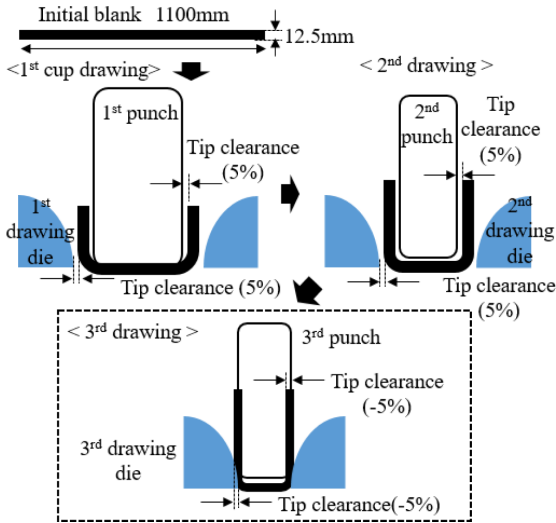 Initial blank 1100mm
12.5mm
<1st cup drawing>
1st punch
Tip clearance
(5%)
1st
drawing
die
Tip clearance (5%)
< 2nd drawing >
2nd
punch
Tip
clearance
(5%)
2nd
drawing
die
Tip clearance
(5%)
< 3rd drawing >
3rd punch
Tip clearance
(-5%)
3rd drawing
die
Tip clearance(-5%)